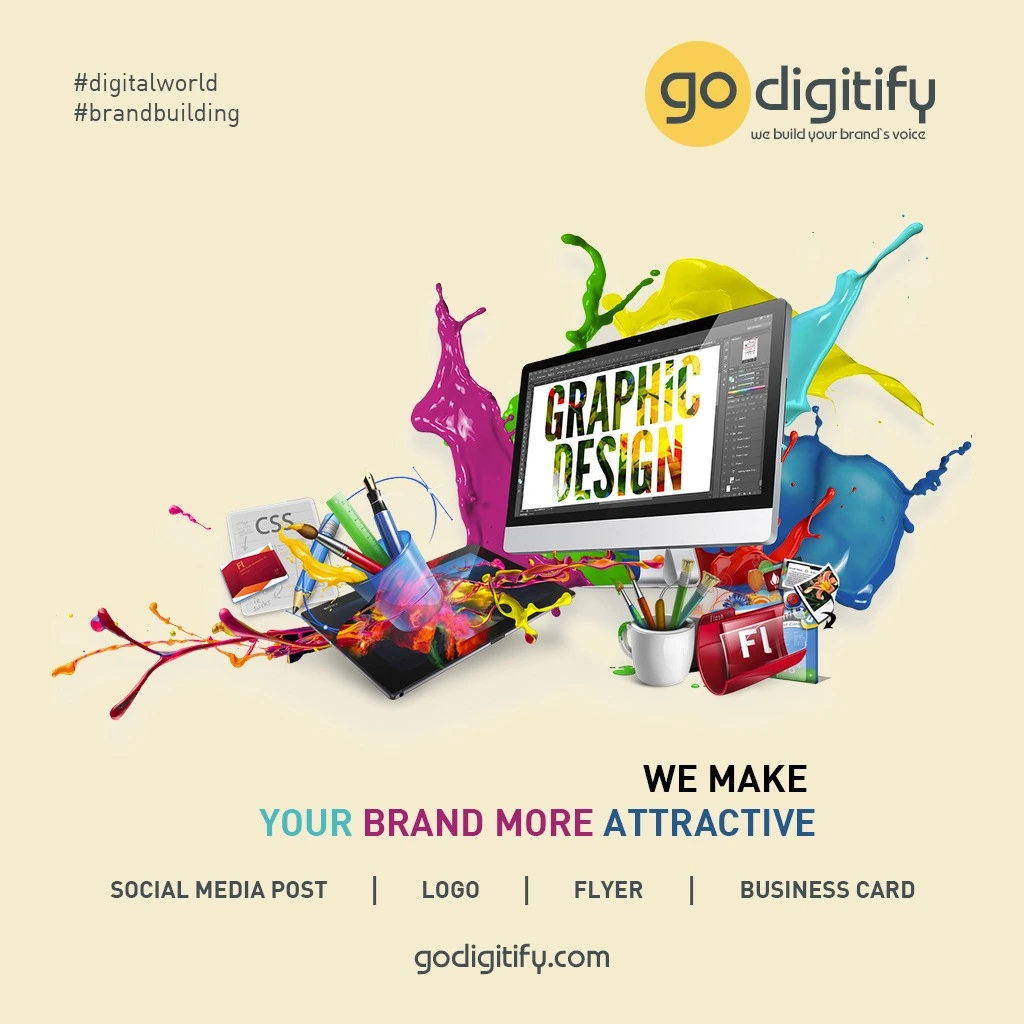 #digitalworld
#brandbuilding
go digitify
we build your brand`s voice
GRAPHIC
DESIGN
CSS
Fl
Flash
Fl
WE MAKE
YOUR BRAND MORE ATTRACTIVE
SOCIAL MEDIA POST | LOGO | FLYER | BUSINESS CARD
godigitify.com